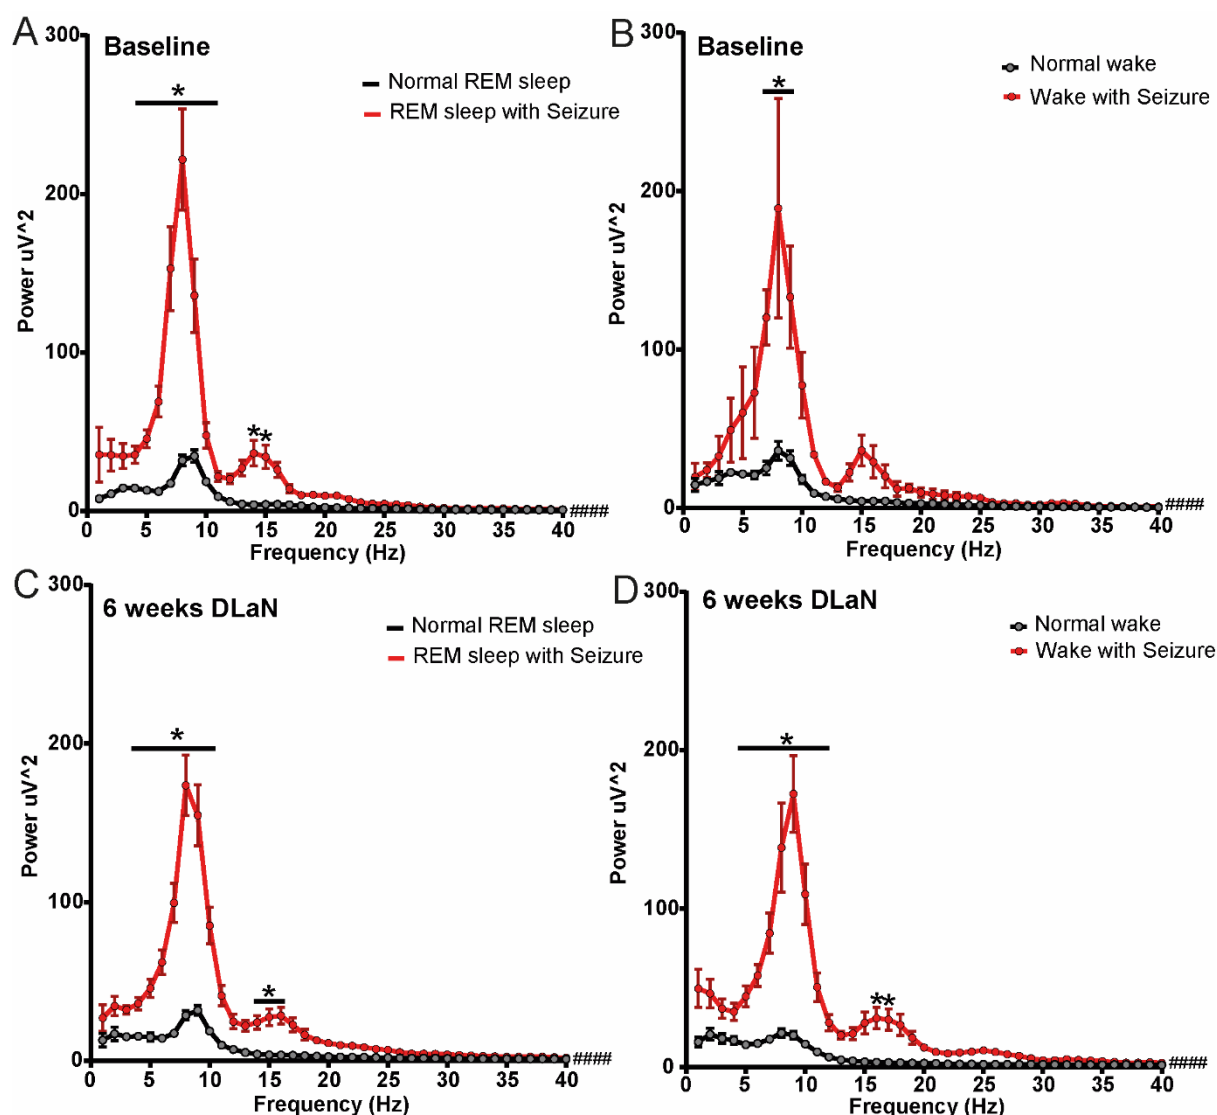 A
Baseline
Normal REM sleep
REM sleep with Seizure
*
**
Power uV^2
300
200
100
0
0 5 10 15 20 25 30 35 40
####
Frequency (Hz)
B
Baseline
Normal wake
Wake with Seizure
*
Power uV^2
300
200
100
0
5 10 15 20 25 30 35 40
####
Frequency (Hz)
C
6 weeks DLaN
Normal REM sleep
REM sleep with Seizure
*
*
Power uV^2
300
200
100
0
0 5 10 15 20 25 30 35 40
####
Frequency (Hz)
D
6 weeks DLaN
Normal wake
Wake with Seizure
*
**
Power uV^2
300
200
100
0
0 5 10 15 20 25 30 35 40
####
Frequency (Hz)